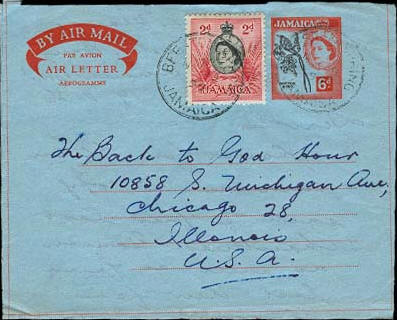 BY AIR MAIL
PAR AVION
AIR LETTER
AEROGRAMME
2d 2d
JAMAICA
JAMAICA
6d
JAMAICA
The Back to God Hour
10858 S. Michigan Ave,
Chicago 28,
Illinois
U.S.A.